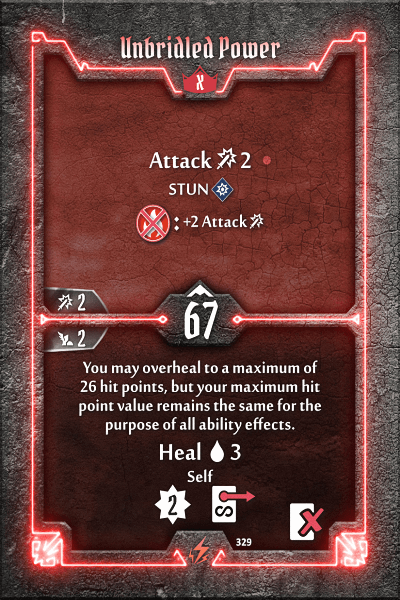 Unbridled Power
X
Attack 2
STUN
: +2 Attack
2
67
2
You may overheal to a maximum of
26 hit points, but your maximum hit
point value remains the same for the
purpose of all ability effects.
Heal 3
Self
2
S
329